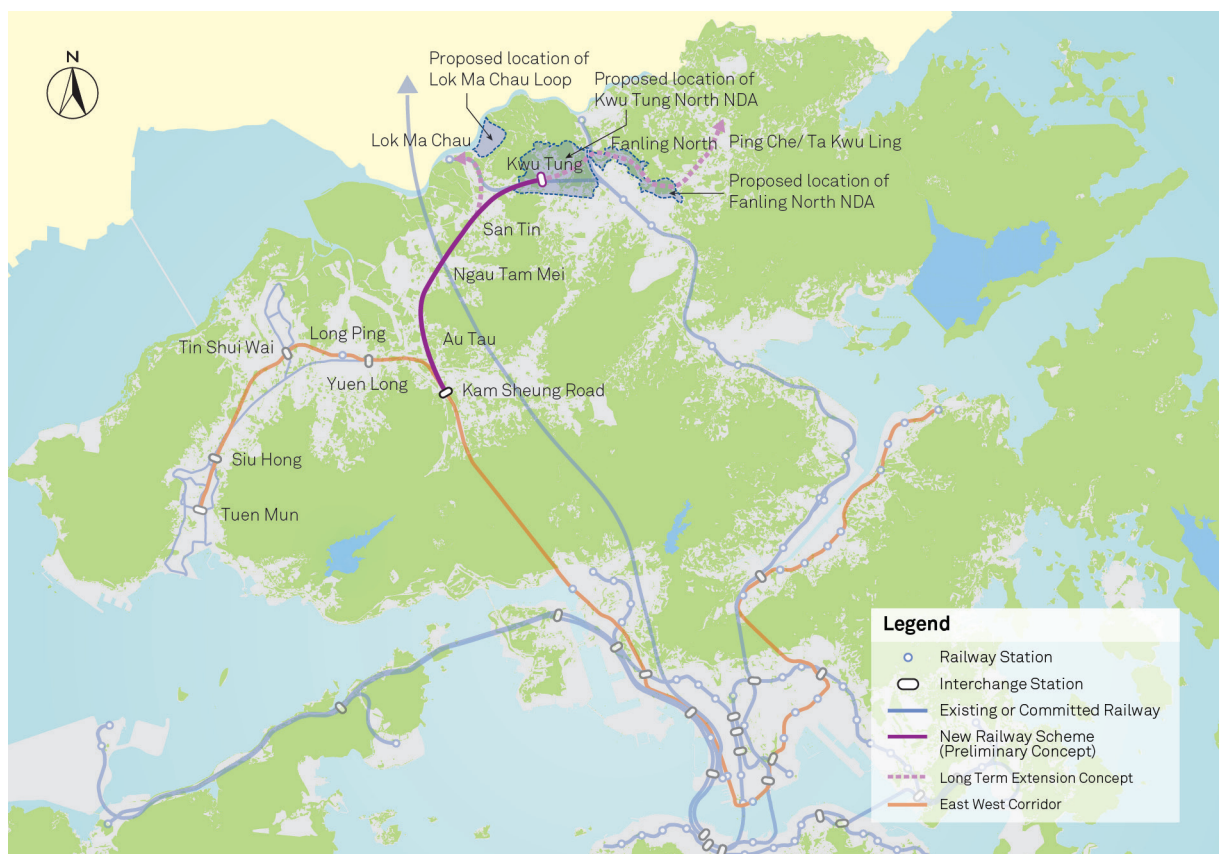 N
Proposed location of
Lok Ma Chau Loop
Proposed location of
Kwu Tung North NDA
Lok Ma Chau
Fanling North
Ping Che/ Ta Kwu Ling
Kwu Tung
Proposed location of
Fanling North NDA
San Tin
Ngau Tam Mei
Long Ping
Au Tau
Tin Shui Wai
Yuen Long
Kam Sheung Road
Siu Hong
Tuen Mun
Legend
Railway Station
Interchange Station
Existing or Committed Railway
New Railway Scheme
(Preliminary Concept)
Long Term Extension Concept
East West Corridor